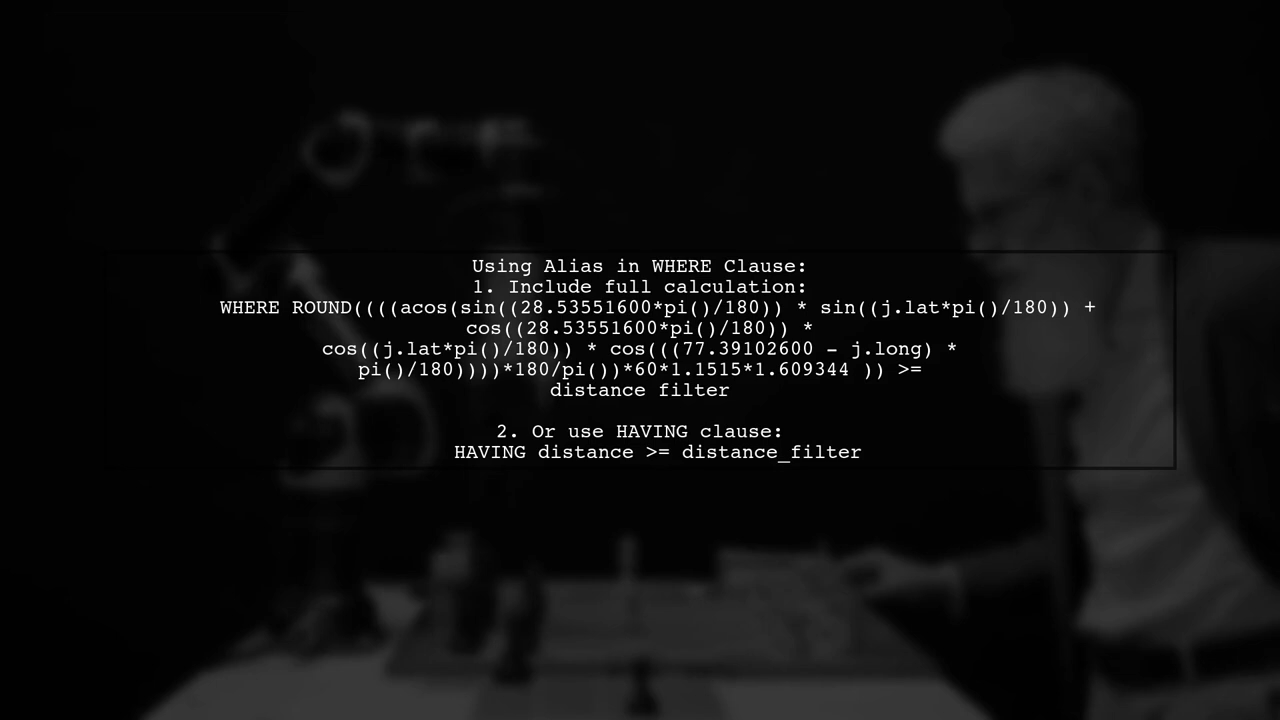 Using Alias in WHERE Clause:
1. Include full calculation:
WHERE ROUND((((acos(sin((28.53551600*pi()/180)) * sin((j.lat*pi()/180)) +
cos((28.53551600*pi()/180)) *
cos((j.lat*pi()/180)) * cos(((77.39102600 - j.long) *
pi()/180))))*180/pi())*60*1.1515*1.609344 )) >=
distance filter
2. Or use HAVING clause:
HAVING distance >= distance_filter